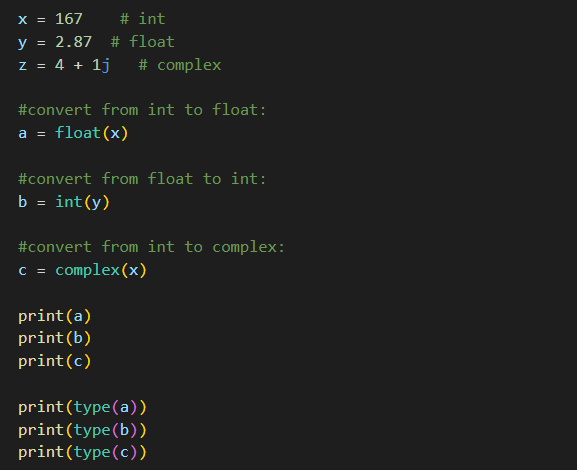 x = 167    # int
y = 2.87  # float
z = 4 + 1j   # complex

#convert from int to float:
a = float(x)

#convert from float to int:
b = int(y)

#convert from int to complex:
c = complex(x)

print(a)
print(b)
print(c)

print(type(a))
print(type(b))
print(type(c))